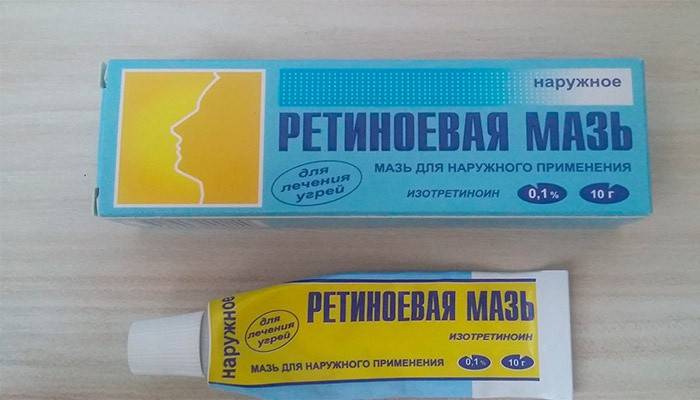 наружное
РЕТИНОЕВАЯ МАЗЬ
МАЗЬ ДЛЯ НАРУЖНОГО ПРИМЕНЕНИЯ
для
лечения
угрей
ИЗОТРЕТИНОИН 0,1% 10 г
наружное
РЕТИНОЕВАЯ МАЗЬ
для
лечения
угрей
ИЗОТРЕТИНОИН
МАЗЬ ДЛЯ НАРУЖНОГО ПРИМЕНЕНИЯ 0,1% 10 г